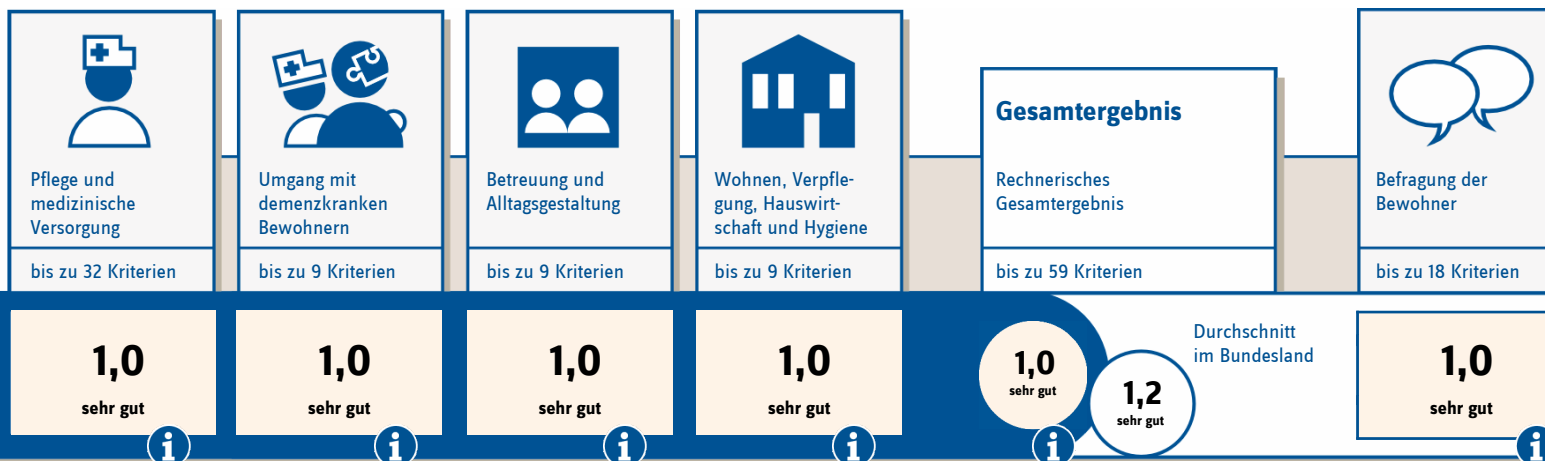 Pflege und
medizinische
Versorgung
bis zu 32 Kriterien
1,0
sehr gut
i
Umgang mit
demenzkranken
Bewohnern
bis zu 9 Kriterien
1,0
sehr gut
i
Betreuung und
Alltagsgestaltung
bis zu 9 Kriterien
1,0
sehr gut
i
Wohnen, Verpfle-
gung, Hauswirt-
schaft und Hygiene
bis zu 9 Kriterien
1,0
sehr gut
i
Gesamtergebnis
Rechnerisches
Gesamtergebnis
bis zu 59 Kriterien
1,0
sehr gut
i
1,2
sehr gut
Durchschnitt
im Bundesland
Befragung der
Bewohner
bis zu 18 Kriterien
1,0
sehr gut
i